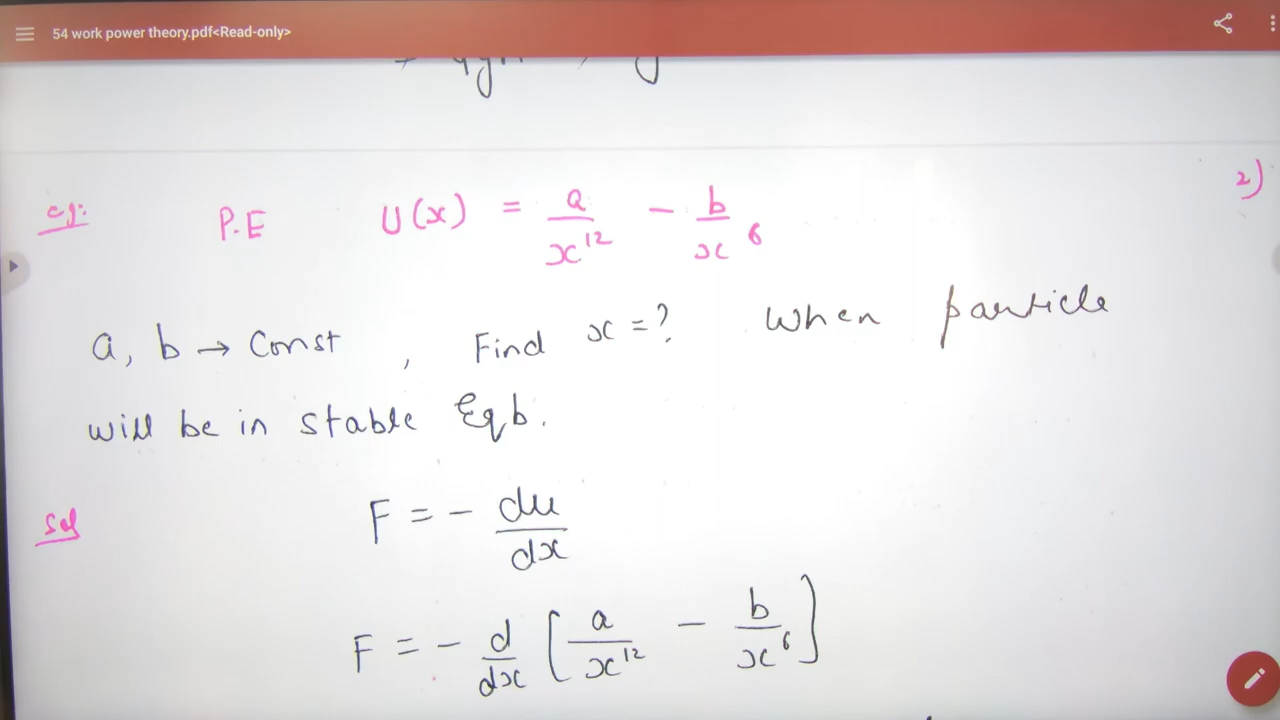 54 work power theory.pdf<Read-only>
2)
eg: P.E U(x) = a/x^12 - b/x^6
a, b → Const , Find x = ? When particle
will be in stable Eqb.
Sol F = - du/dx
F = - d/dx [a/x^12 - b/x^6]